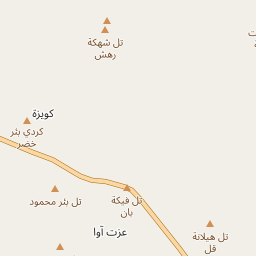 تل شهكة
رهش
كويزة
كردي بئر
خضر
تل بئر محمود
تل فيكة
بان
عزت آوا
تل هيلانة
قل